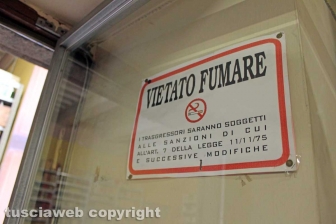 VIETATO FUMARE
I TRASGRESSORI SARANNO SOGGETTI
ALLE SANZIONI DI CUI
ALL'ART. 7 DELLA LEGGE 11/11/75
E SUCCESSIVE MODIFICHE
tusciaweb copyright